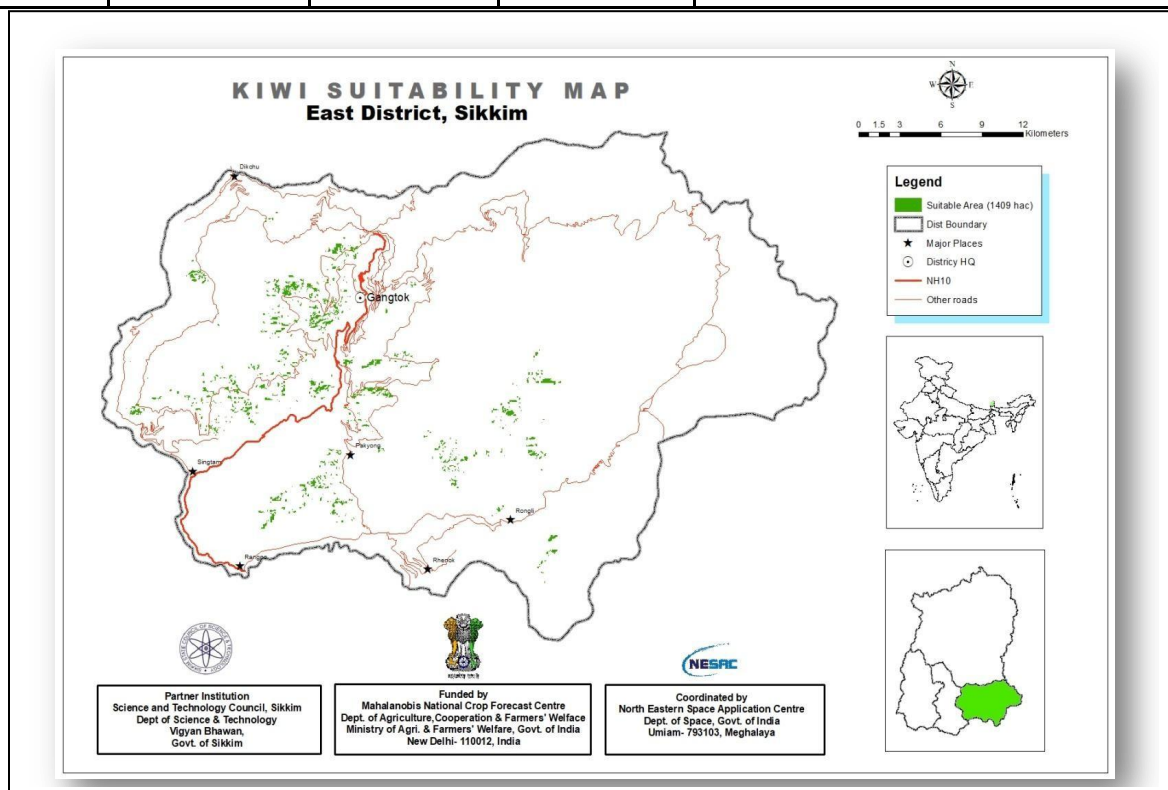 KIWI SUITABILITY MAP
East District, Sikkim
N
W
E
S
0 1.5 3 6 9 12
Kilometers
Legend
Suitable Area (1409 hac)
Dist Boundary
Major Places
Districy HQ
NH10
Other roads
Dikchu
Gangtok
Pakyong
Singtam
Rongli
Rangpo
Rhenok
NESAC
Partner Institution
Science and Technology Council, Sikkim
Dept of Science & Technology
Vigyan Bhawan,
Govt. of Sikkim
Funded by
Mahalanobis National Crop Forecast Centre
Dept. of Agriculture,Cooperation & Farmers' Welface
Ministry of Agri. & Farmers' Welfare, Govt. of India
New Delhi- 110012, India
Coordinated by
North Eastern Space Application Centre
Dept. of Space, Govt. of India
Umiam- 793103, Meghalaya